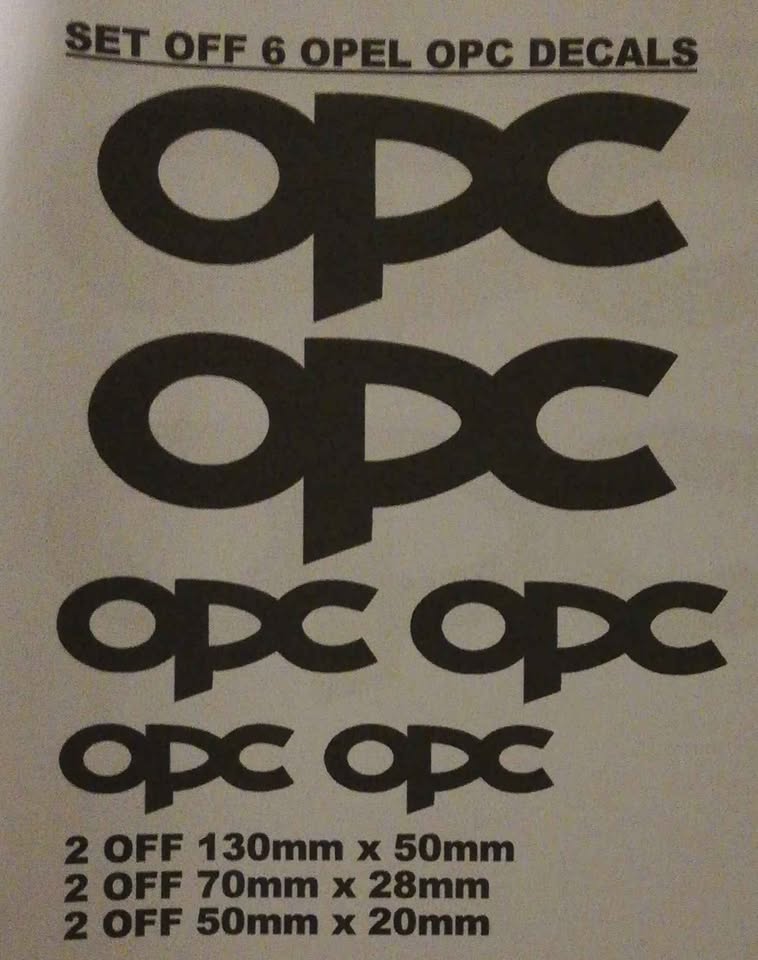 SET OFF 6 OPEL OPC DECALS
OPC
OPC
OPC OPC
OPC OPC
2 OFF 130mm x 50mm
2 OFF 70mm x 28mm
2 OFF 50mm x 20mm